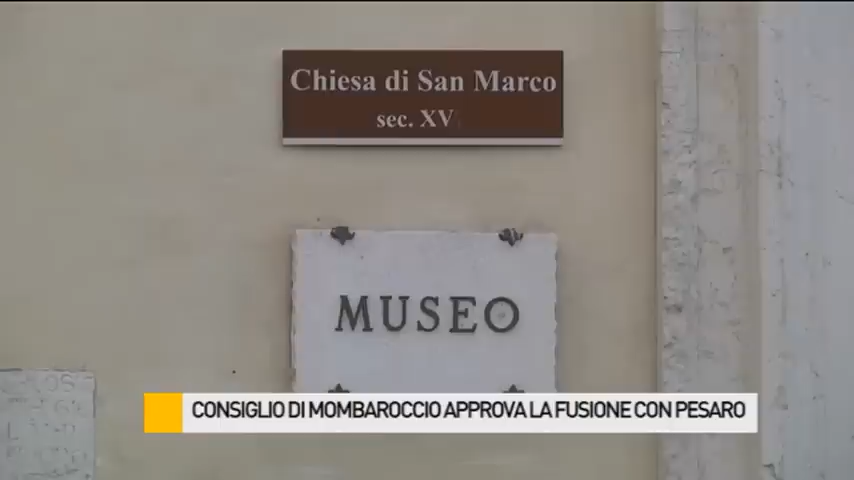 Chiesa di San Marco
sec. XV
MUSEO
CONSIGLIO DI MOMBAROCCIO APPROVA LA FUSIONE CON PESARO